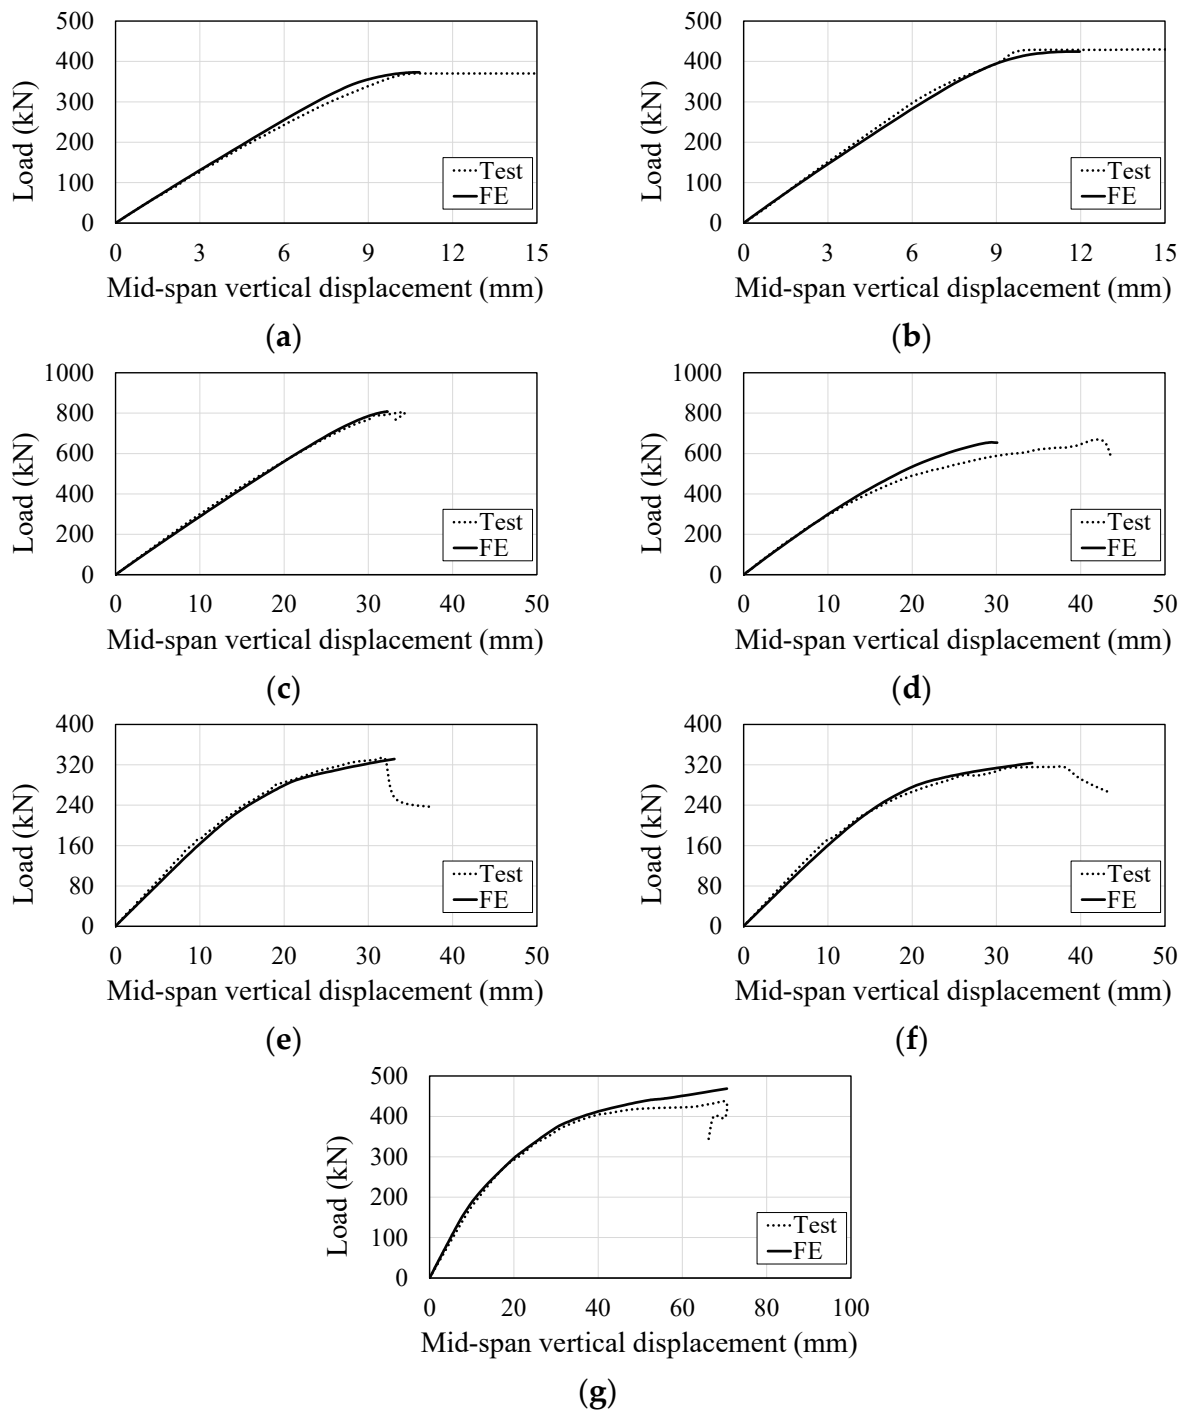 500
400
300
200
100
0
Load (kN)
Test
FE
0 3 6 9 12 15
Mid-span vertical displacement (mm)
(a)
500
400
300
200
100
0
Load (kN)
Test
FE
0 3 6 9 12 15
Mid-span vertical displacement (mm)
(b)
1000
800
600
400
200
0
Load (kN)
Test
FE
0 10 20 30 40 50
Mid-span vertical displacement (mm)
(c)
1000
800
600
400
200
0
Load (kN)
Test
FE
0 10 20 30 40 50
Mid-span vertical displacement (mm)
(d)
400
320
240
160
80
0
Load (kN)
Test
FE
0 10 20 30 40 50
Mid-span vertical displacement (mm)
(e)
400
320
240
160
80
0
Load (kN)
Test
FE
0 10 20 30 40 50
Mid-span vertical displacement (mm)
(f)
500
400
300
200
100
0
Load (kN)
Test
FE
0 20 40 60 80 100
Mid-span vertical displacement (mm)
(g)